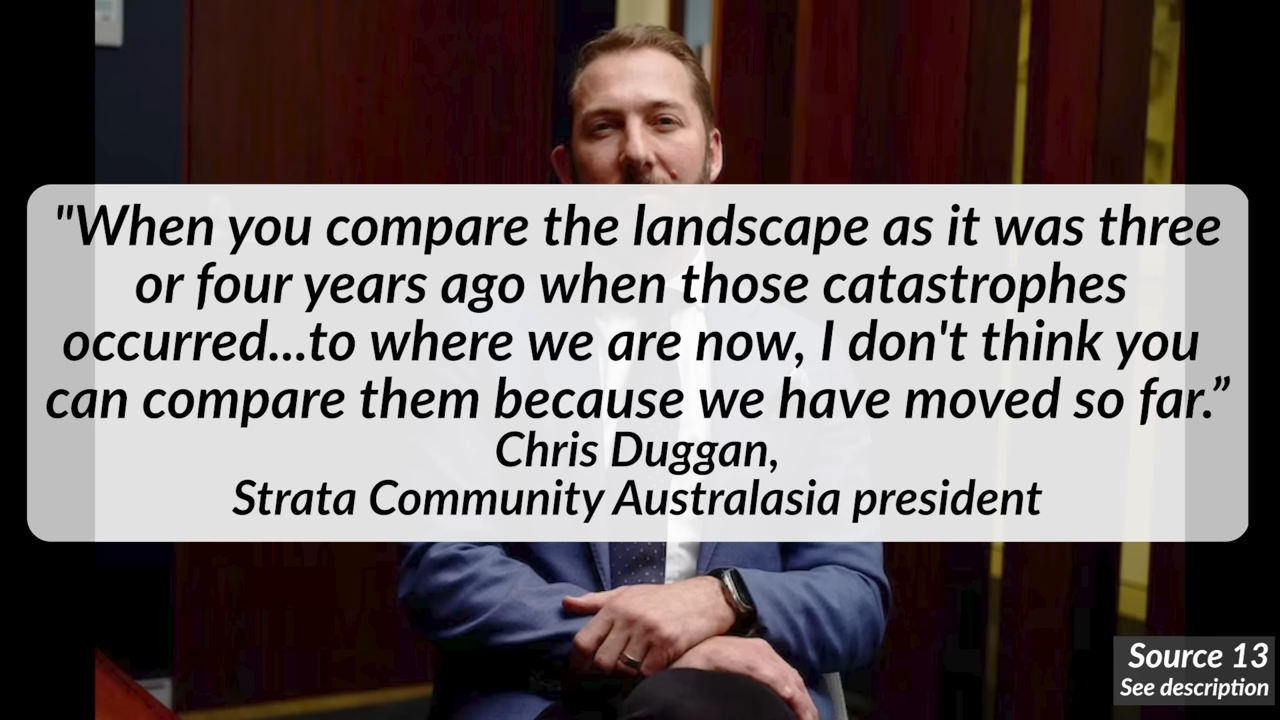 "When you compare the landscape as it was three
or four years ago when those catastrophes
occurred...to where we are now, I don't think you
can compare them because we have moved so far.”
Chris Duggan,
Strata Community Australasia president
Source 13
See description